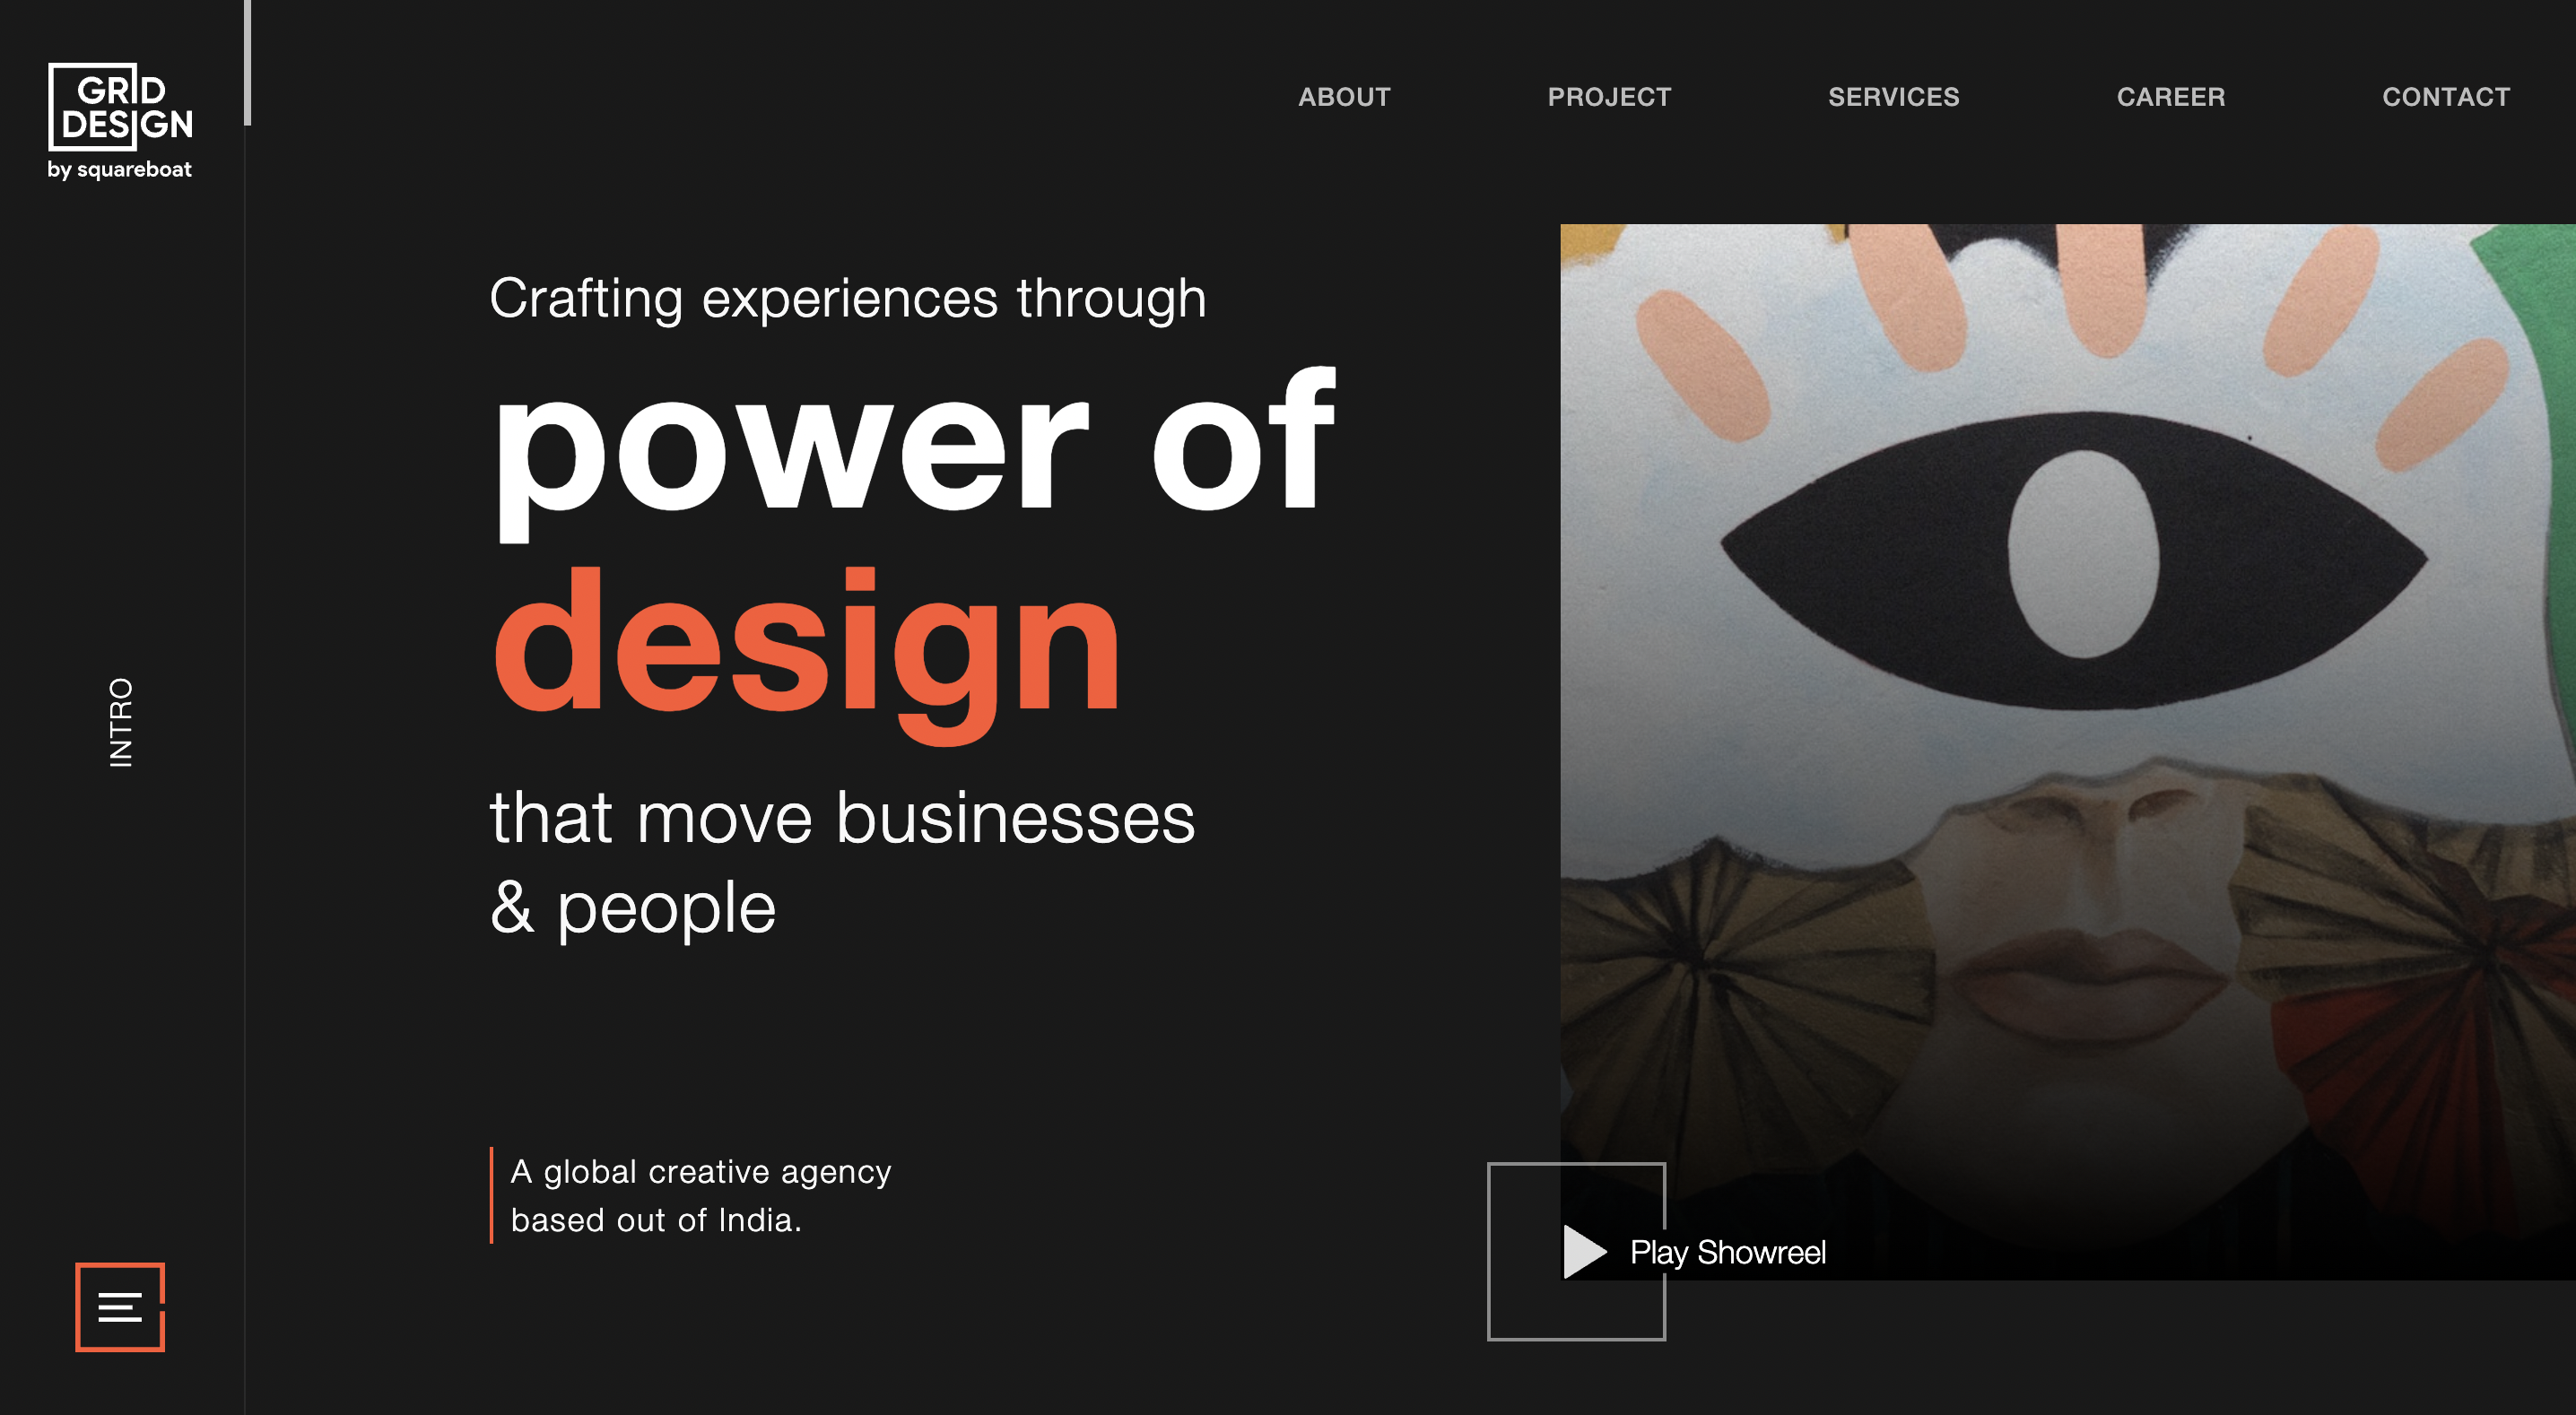 GRID
DESIGN
by squareboat
ABOUT
PROJECT
SERVICES
CAREER
CONTACT
Crafting experiences through
power of
design
that move businesses
& people
INTRO
A global creative agency
based out of India.
Play Showreel